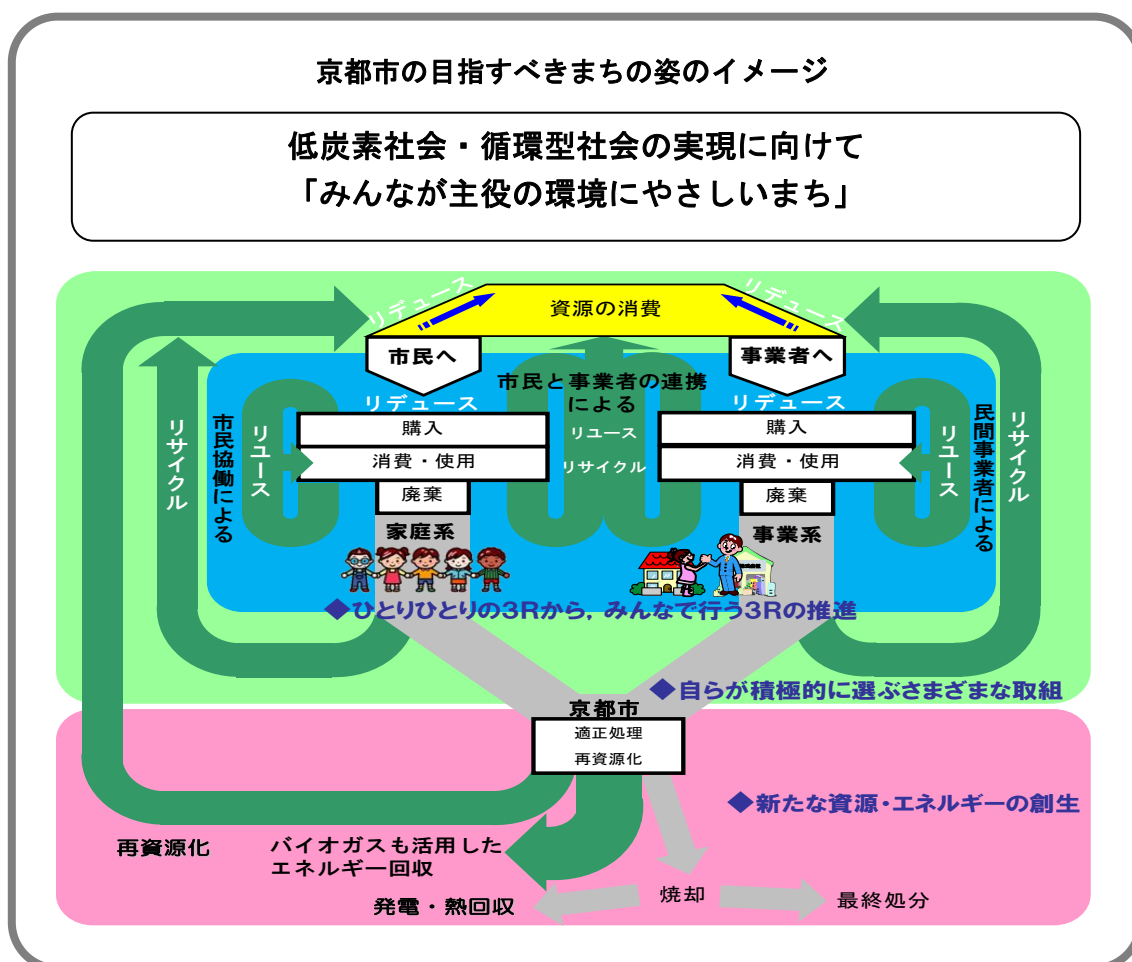 京都市の目指すべきまちの姿のイメージ
低炭素社会・循環型社会の実現に向けて
「みんなが主役の環境にやさしいまち」
リデュース
資源の消費
リデュース
市民へ
事業者へ
市民と事業者の連携
による
リデュース
リデュース
購入
リユース
購入
消費・使用
リサイクル
消費・使用
廃棄
廃棄
家庭系
事業系
リサイクル
市民協働による
リユース
リユース
民間事業者による
リサイクル
株式会社
◆ひとりひとりの3Rから,みんなで行う3Rの推進
◆自らが積極的に選ぶさまざまな取組
京都市
適正処理
再資源化
◆新たな資源・エネルギーの創生
再資源化
バイオガスも活用した
エネルギー回収
発電・熱回収
焼却
最終処分